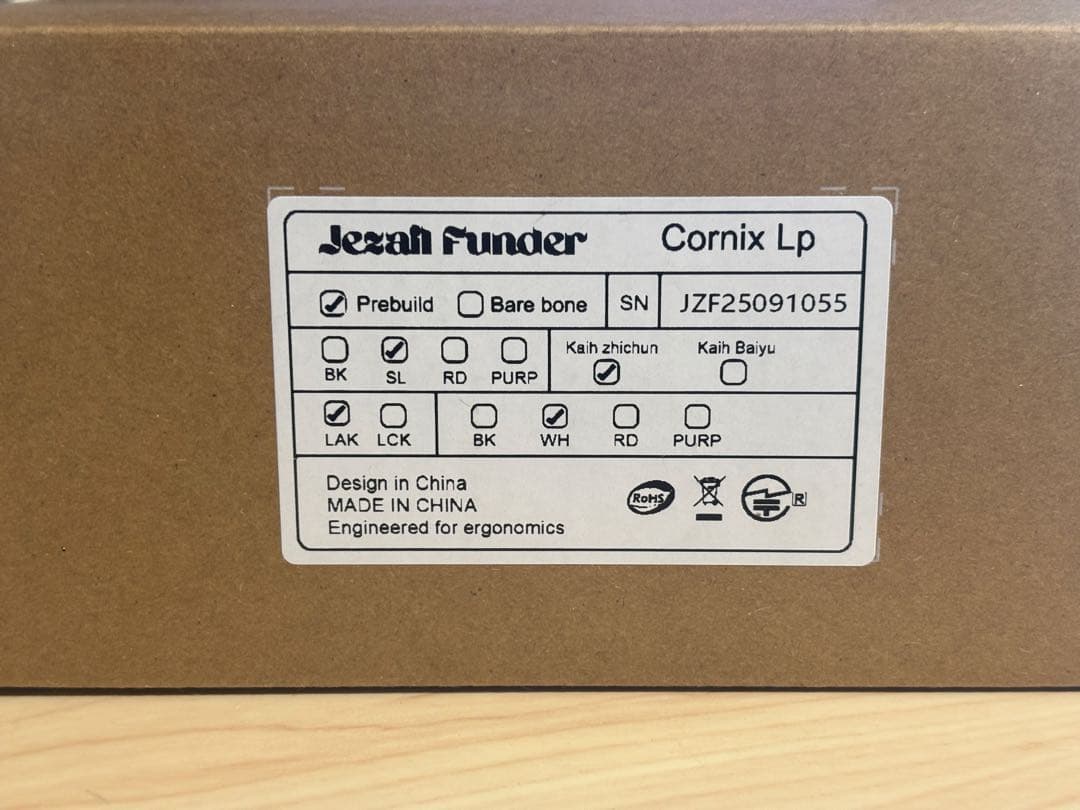 Jezail Funder Cornix Lp
Prebuild Bare bone SN JZF25091055
Kaih zhichun Kaih Baiyu
BK SL RD PURP
LAK LCK BK WH RD PURP
Design in China
MADE IN CHINA
Engineered for ergonomics
RoHS R